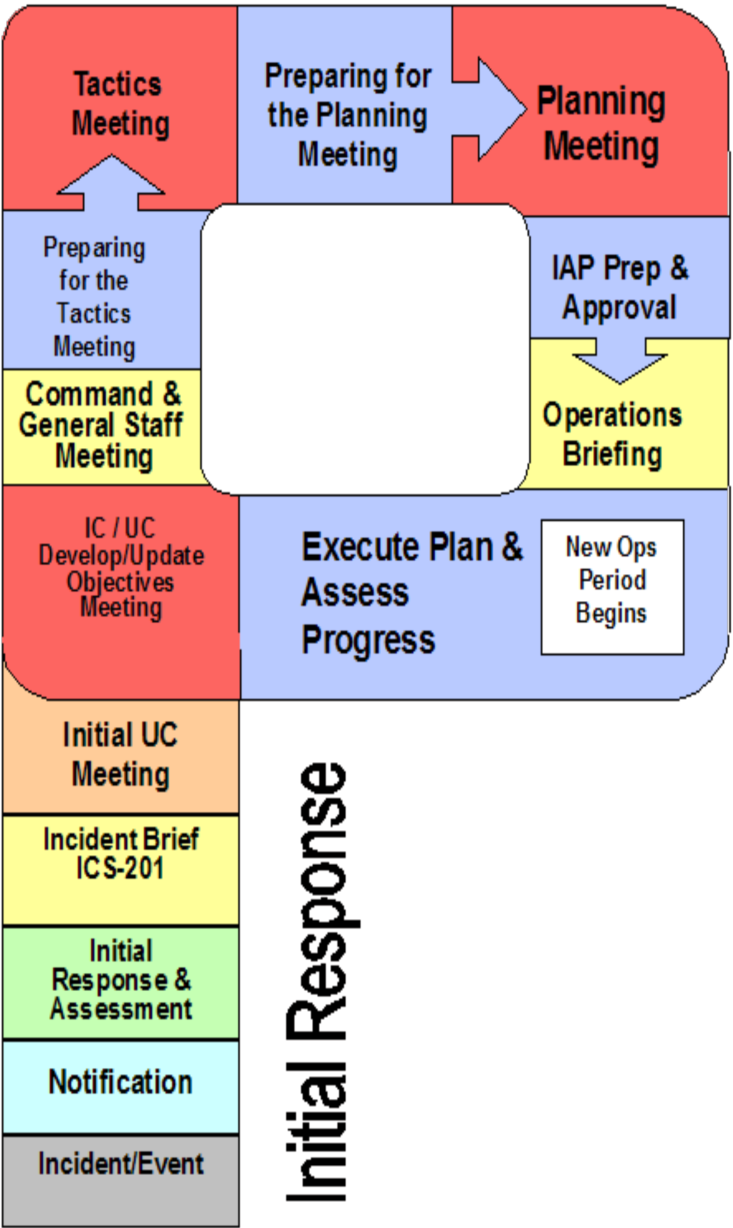 Tactics
Meeting
Preparing for
the Planning
Meeting
Planning
Meeting
Preparing
for the
Tactics
Meeting
IAP Prep &
Approval
Command &
General Staff
Meeting
Operations
Briefing
IC / UC
Develop/Update
Objectives
Meeting
Execute Plan &
Assess
Progress
New Ops
Period
Begins
Initial UC
Meeting
Incident Brief
ICS-201
Initial
Response &
Assessment
Notification
Incident/Event
Initial Response